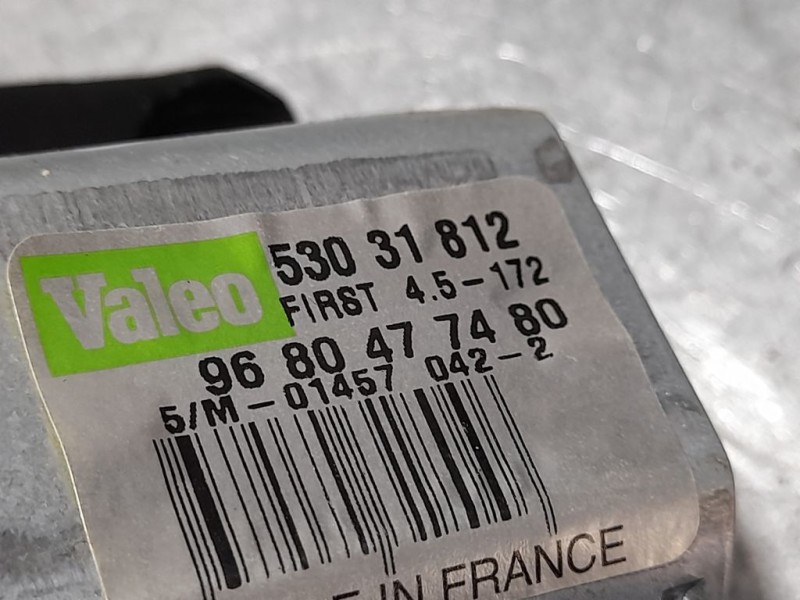 Valeo
530 31 812
FIRST 4.5-172
96 80 47 74 80
5/M-01457 042-2
IN FRANCE